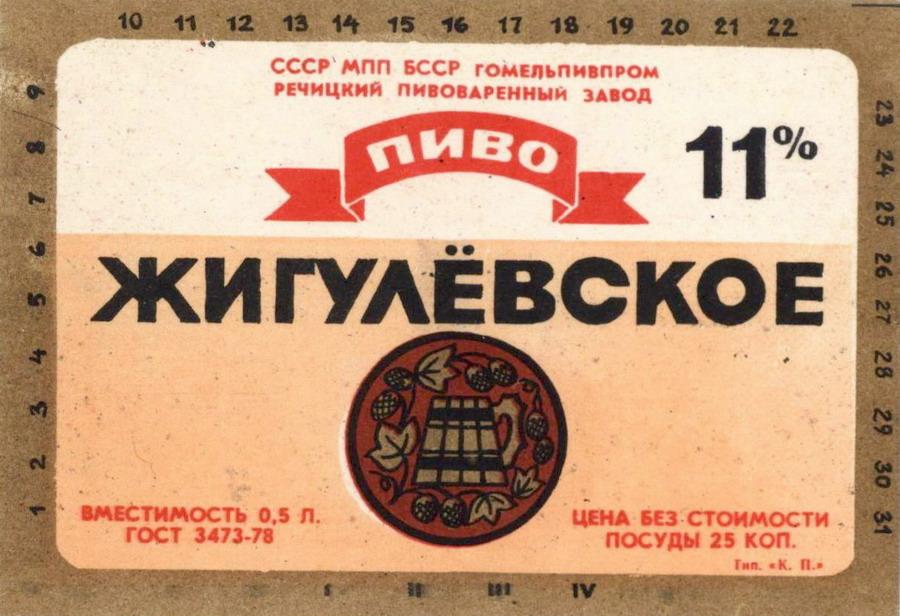 10 11 12 13 14 15 16 17 18 19 20 21 22
СССР МПП БССР ГОМЕЛЬПИВПРОМ
РЕЧИЦКИЙ ПИВОВАРЕННЫЙ ЗАВОД
ПИВО
11%
ЖИГУЛЁВСКОЕ
ВМЕСТИМОСТЬ 0,5 Л.
ГОСТ 3473-78
ЦЕНА БЕЗ СТОИМОСТИ
ПОСУДЫ 25 КОП.
Тип. «К. П.»
1 2 3 4 5 6 7 8 9
23 24 25 26 27 28 29 30 31
I II III IV